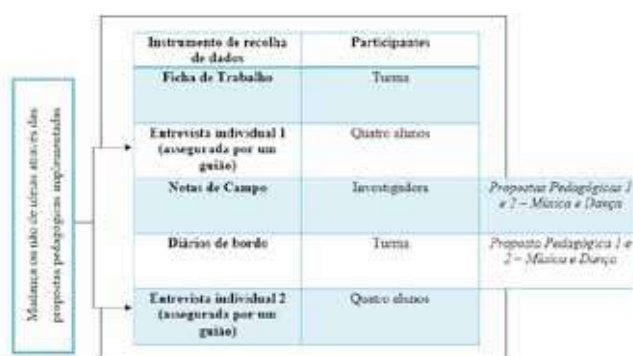 Mudança ou não de ideias através das
propostas pedagógicas implementadas
Instrumento de recolha
de dados
Participantes
Ficha de Trabalho
Turma
Entrevista individual 1
(assegurada por um
guião)
Quatro alunos
Notas de Campo
Investigadora
Propostas Pedagógicas 1
e 2 – Música e Dança
Diários de bordo
Turma
Proposta Pedagógica 1 e
2 – Música e Dança
Entrevista individual 2
(assegurada por um
guião)
Quatro alunos